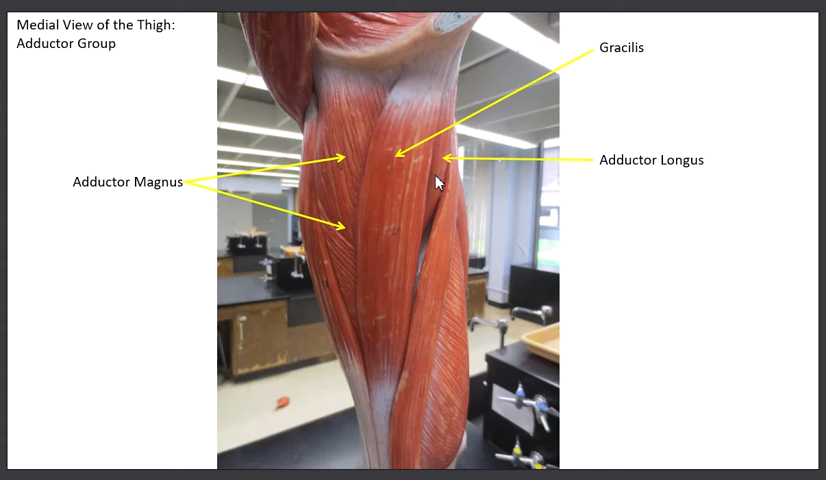 Medial View of the Thigh:
Adductor Group
Gracilis
Adductor Longus
Adductor Magnus